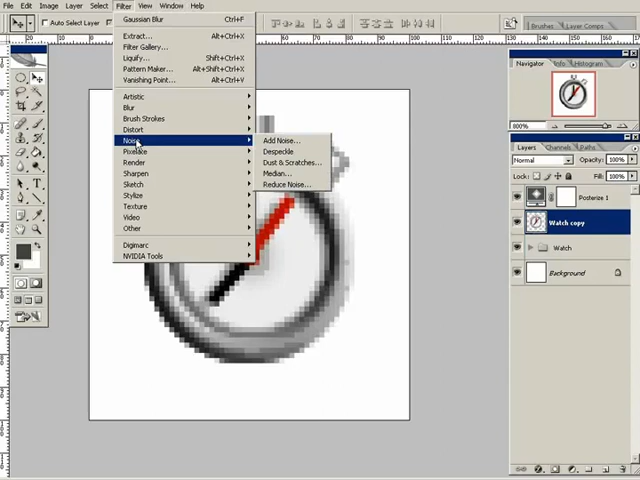 File Edit Image Layer Select Filter View Window Help
Auto Select Layer
Brushes Layer Comps
Gaussian Blur Ctrl+F
Extract... Alt+Ctrl+X
Filter Gallery...
Liquify... Shift+Ctrl+X
Pattern Maker... Alt+Shift+Ctrl+X
Vanishing Point... Alt+Ctrl+V
Artistic
Blur
Brush Strokes
Distort
Noise
Pixelate
Render
Sharpen
Sketch
Stylize
Texture
Video
Other
Digimarc
NVIDIA Tools
Add Noise...
Despeckle
Dust & Scratches...
Median...
Reduce Noise...
Navigator Info Histogram
800%
Layers Channels Paths
Normal Opacity: 100%
Lock: Fill: 100%
Posterize 1
Watch copy
Watch
Background